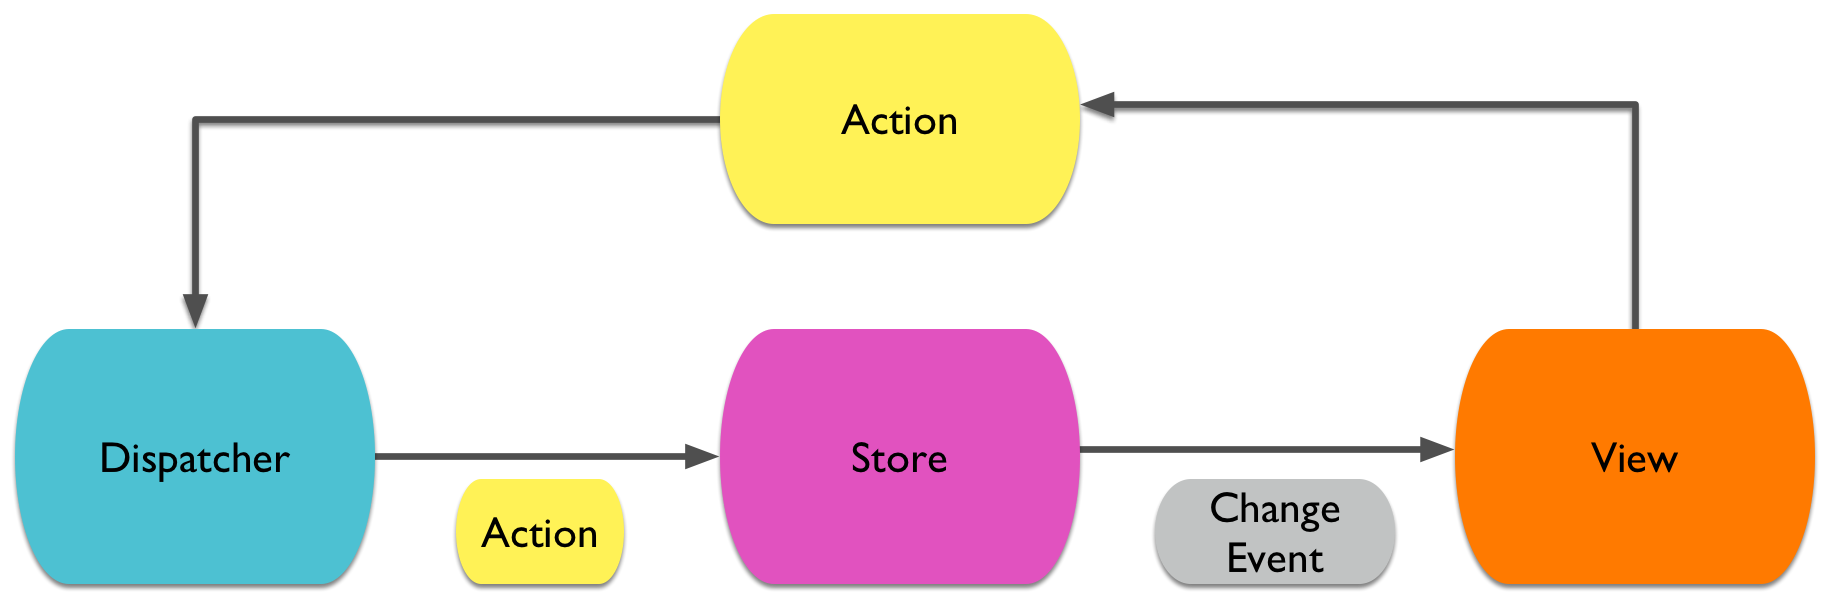 Action
Dispatcher
Store
View
Action
Change
Event